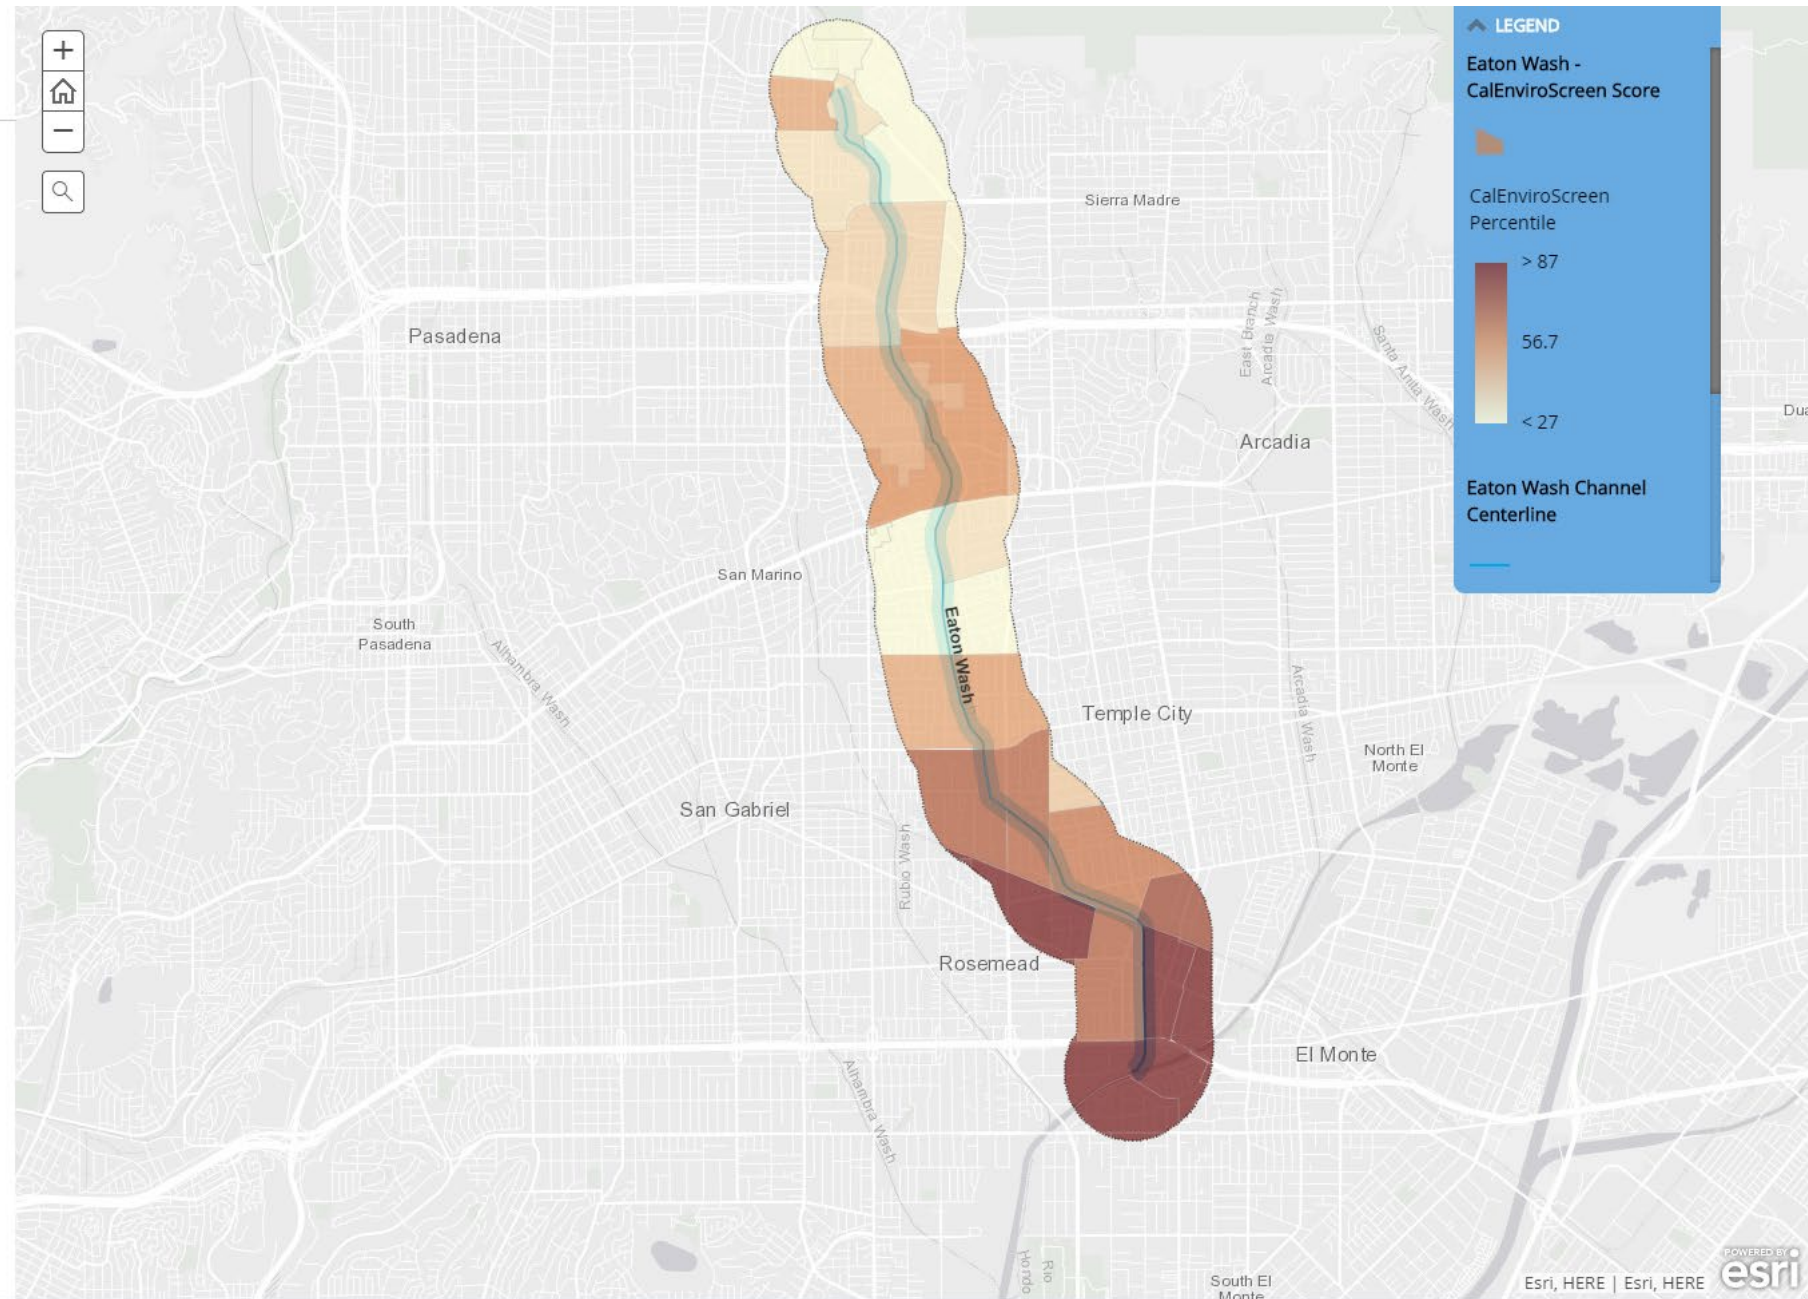 +
−
LEGEND
Eaton Wash -
CalEnviroScreen Score
CalEnviroScreen
Percentile
> 87
56.7
< 27
Eaton Wash Channel
Centerline
Sierra Madre
Pasadena
East Branch
Arcadia Wash
Santa Anita Wash
Dua
Arcadia
San Marino
South
Pasadena
Eaton Wash
Alhambra Wash
Arcadia Wash
Temple City
North El
Monte
San Gabriel
Rubio Wash
Rosemead
El Monte
Alhambra Wash
Rio
Hondo
South El
Monte
Esri, HERE | Esri, HERE
POWERED BY
esri